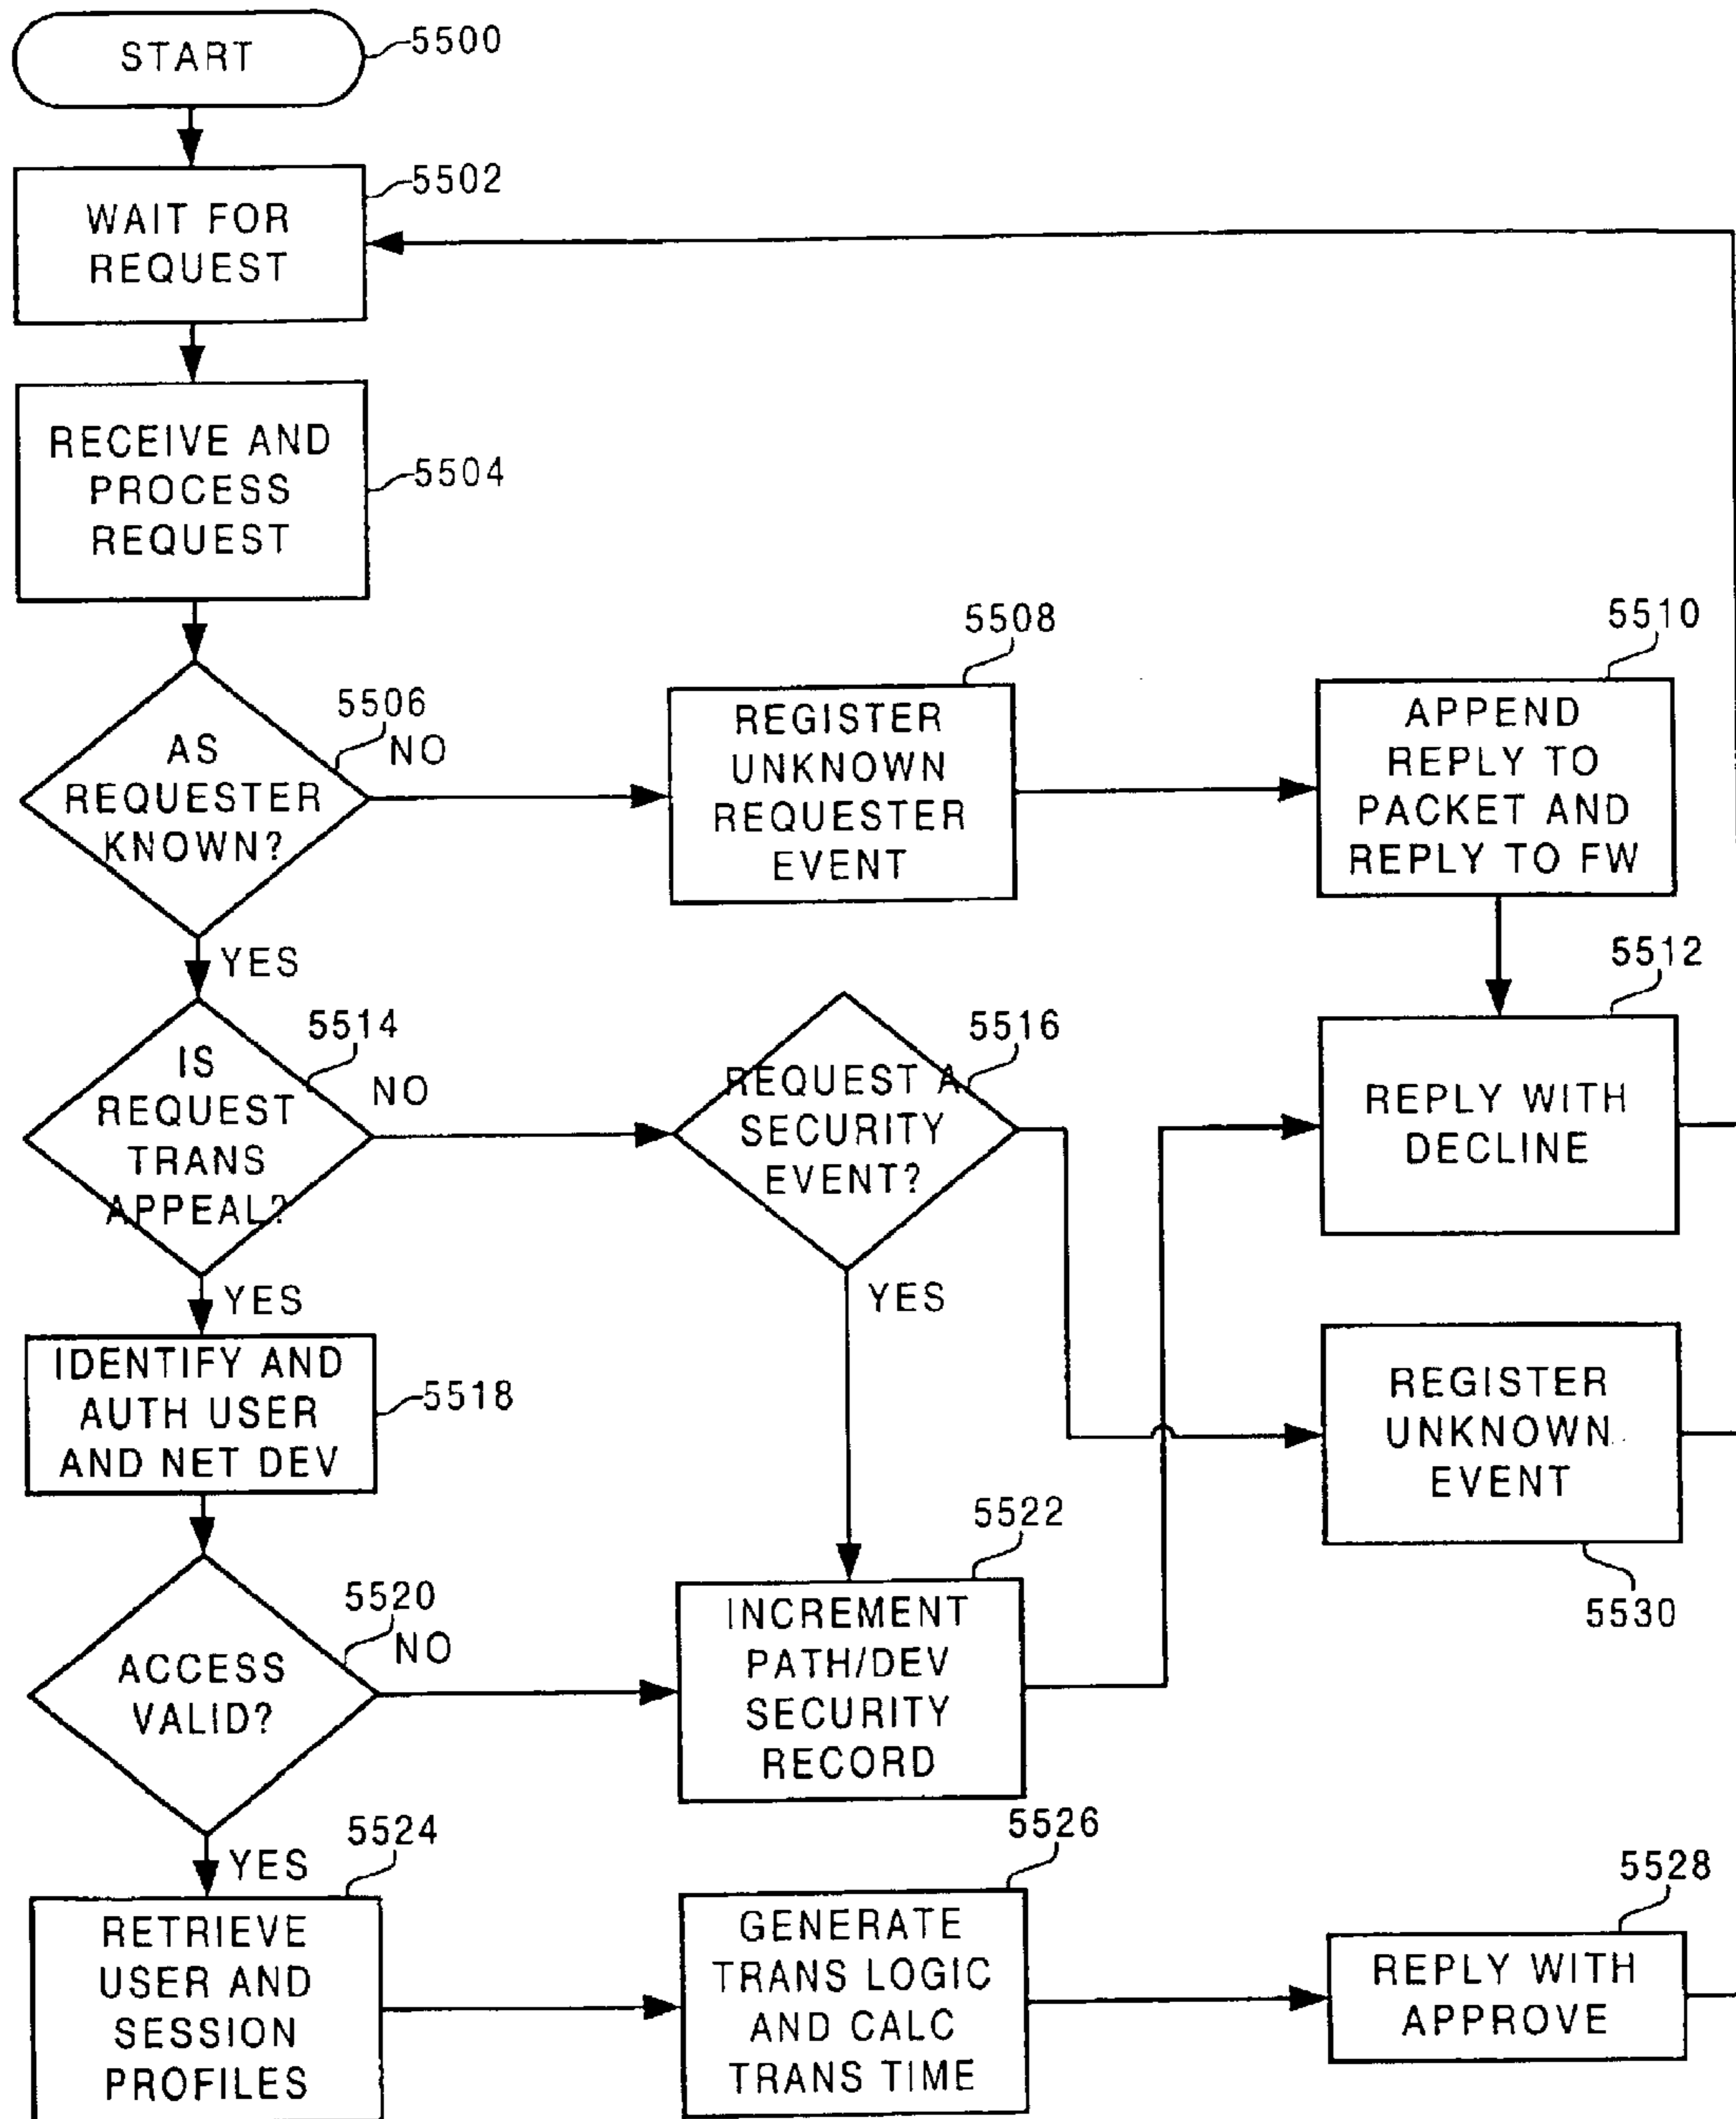 START
5500
WAIT FOR
REQUEST
5502
RECEIVE AND
PROCESS
REQUEST
5504
AS
REQUESTER
KNOWN?
5506
NO
YES
5508
REGISTER
UNKNOWN
REQUESTER
EVENT
5510
APPEND
REPLY TO
PACKET AND
REPLY TO FW
5512
REPLY WITH
DECLINE
IS
REQUEST
TRANS
APPEAL?
5514
NO
YES
5516
REQUEST A
SECURITY
EVENT?
YES
IDENTIFY AND
AUTH USER
AND NET DEV
5518
REGISTER
UNKNOWN
EVENT
5530
ACCESS
VALID?
5520
NO
YES
5522
INCREMENT
PATH/DEV
SECURITY
RECORD
5524
RETRIEVE
USER AND
SESSION
PROFILES
5526
GENERATE
TRANS LOGIC
AND CALC
TRANS TIME
5528
REPLY WITH
APPROVE